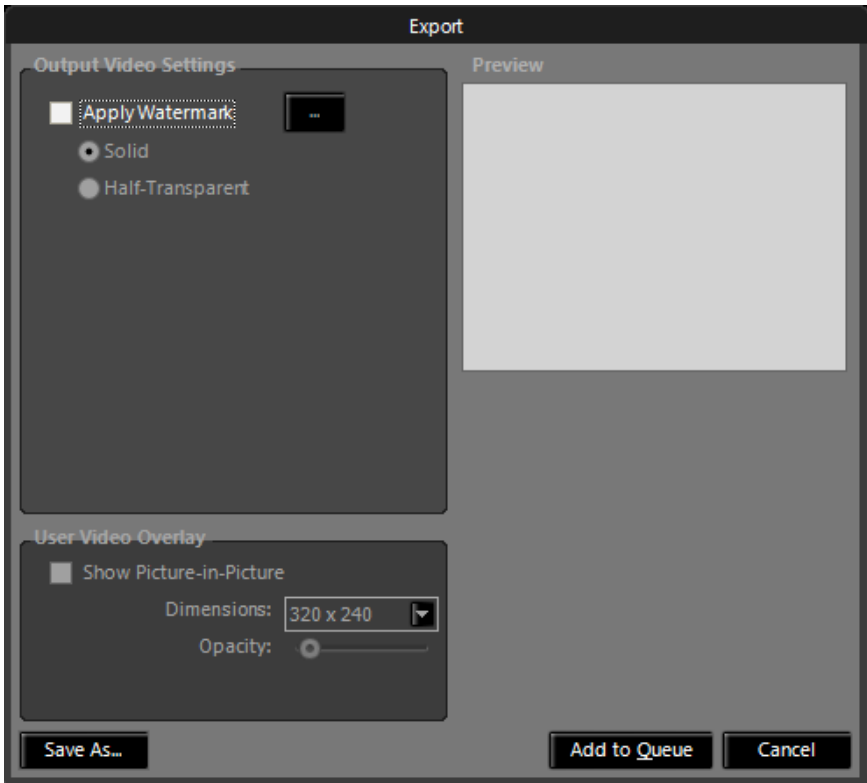 Export
Output Video Settings
Preview
Apply Watermark
...
Solid
Half-Transparent
User Video Overlay
Show Picture-in-Picture
Dimensions: 320 x 240
Opacity:
Save As...
Add to Queue
Cancel